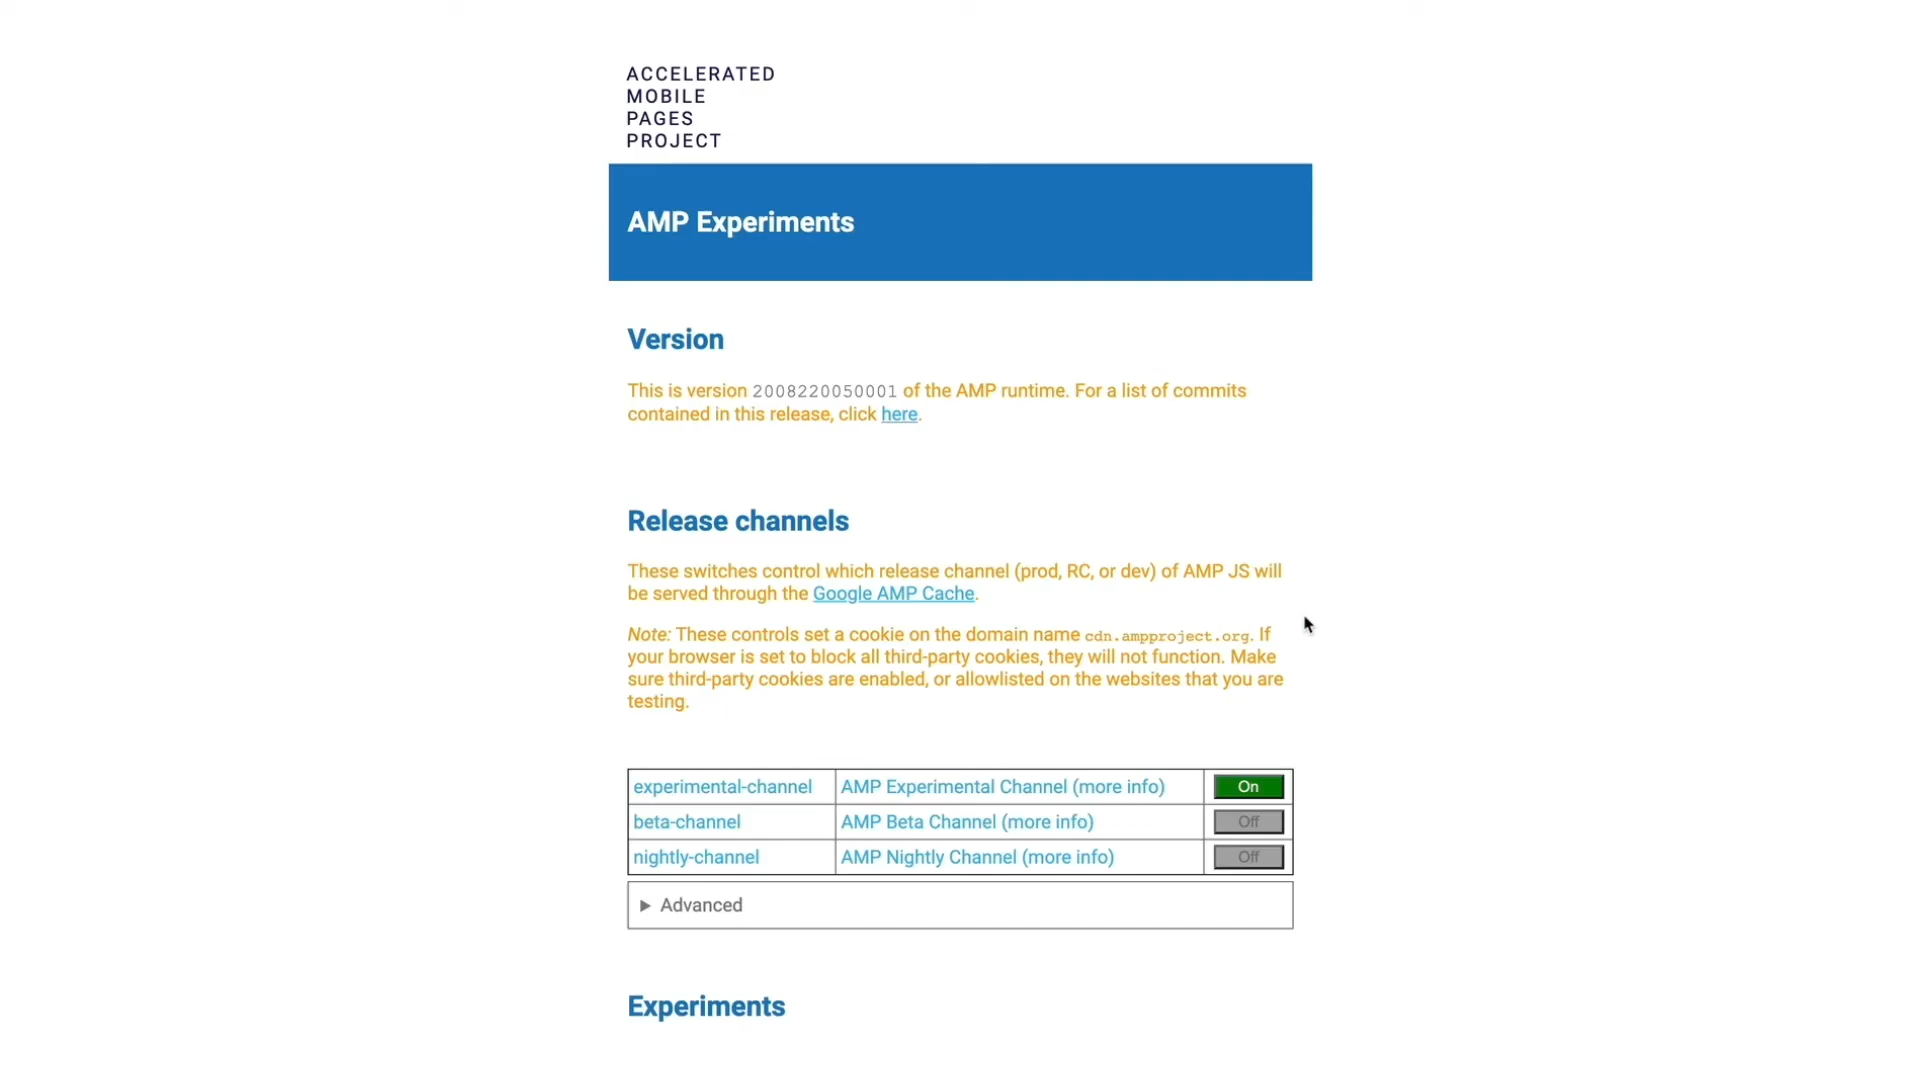 ACCELERATED
MOBILE
PAGES
PROJECT
AMP Experiments
Version
This is version 2008220050001 of the AMP runtime. For a list of commits
contained in this release, click here.
Release channels
These switches control which release channel (prod, RC, or dev) of AMP JS will
be served through the Google AMP Cache.
Note: These controls set a cookie on the domain name cdn.ampproject.org. If
your browser is set to block all third-party cookies, they will not function. Make
sure third-party cookies are enabled, or allowlisted on the websites that you are
testing.
experimental-channel AMP Experimental Channel (more info) On
beta-channel AMP Beta Channel (more info) Off
nightly-channel AMP Nightly Channel (more info) Off
Advanced
Experiments